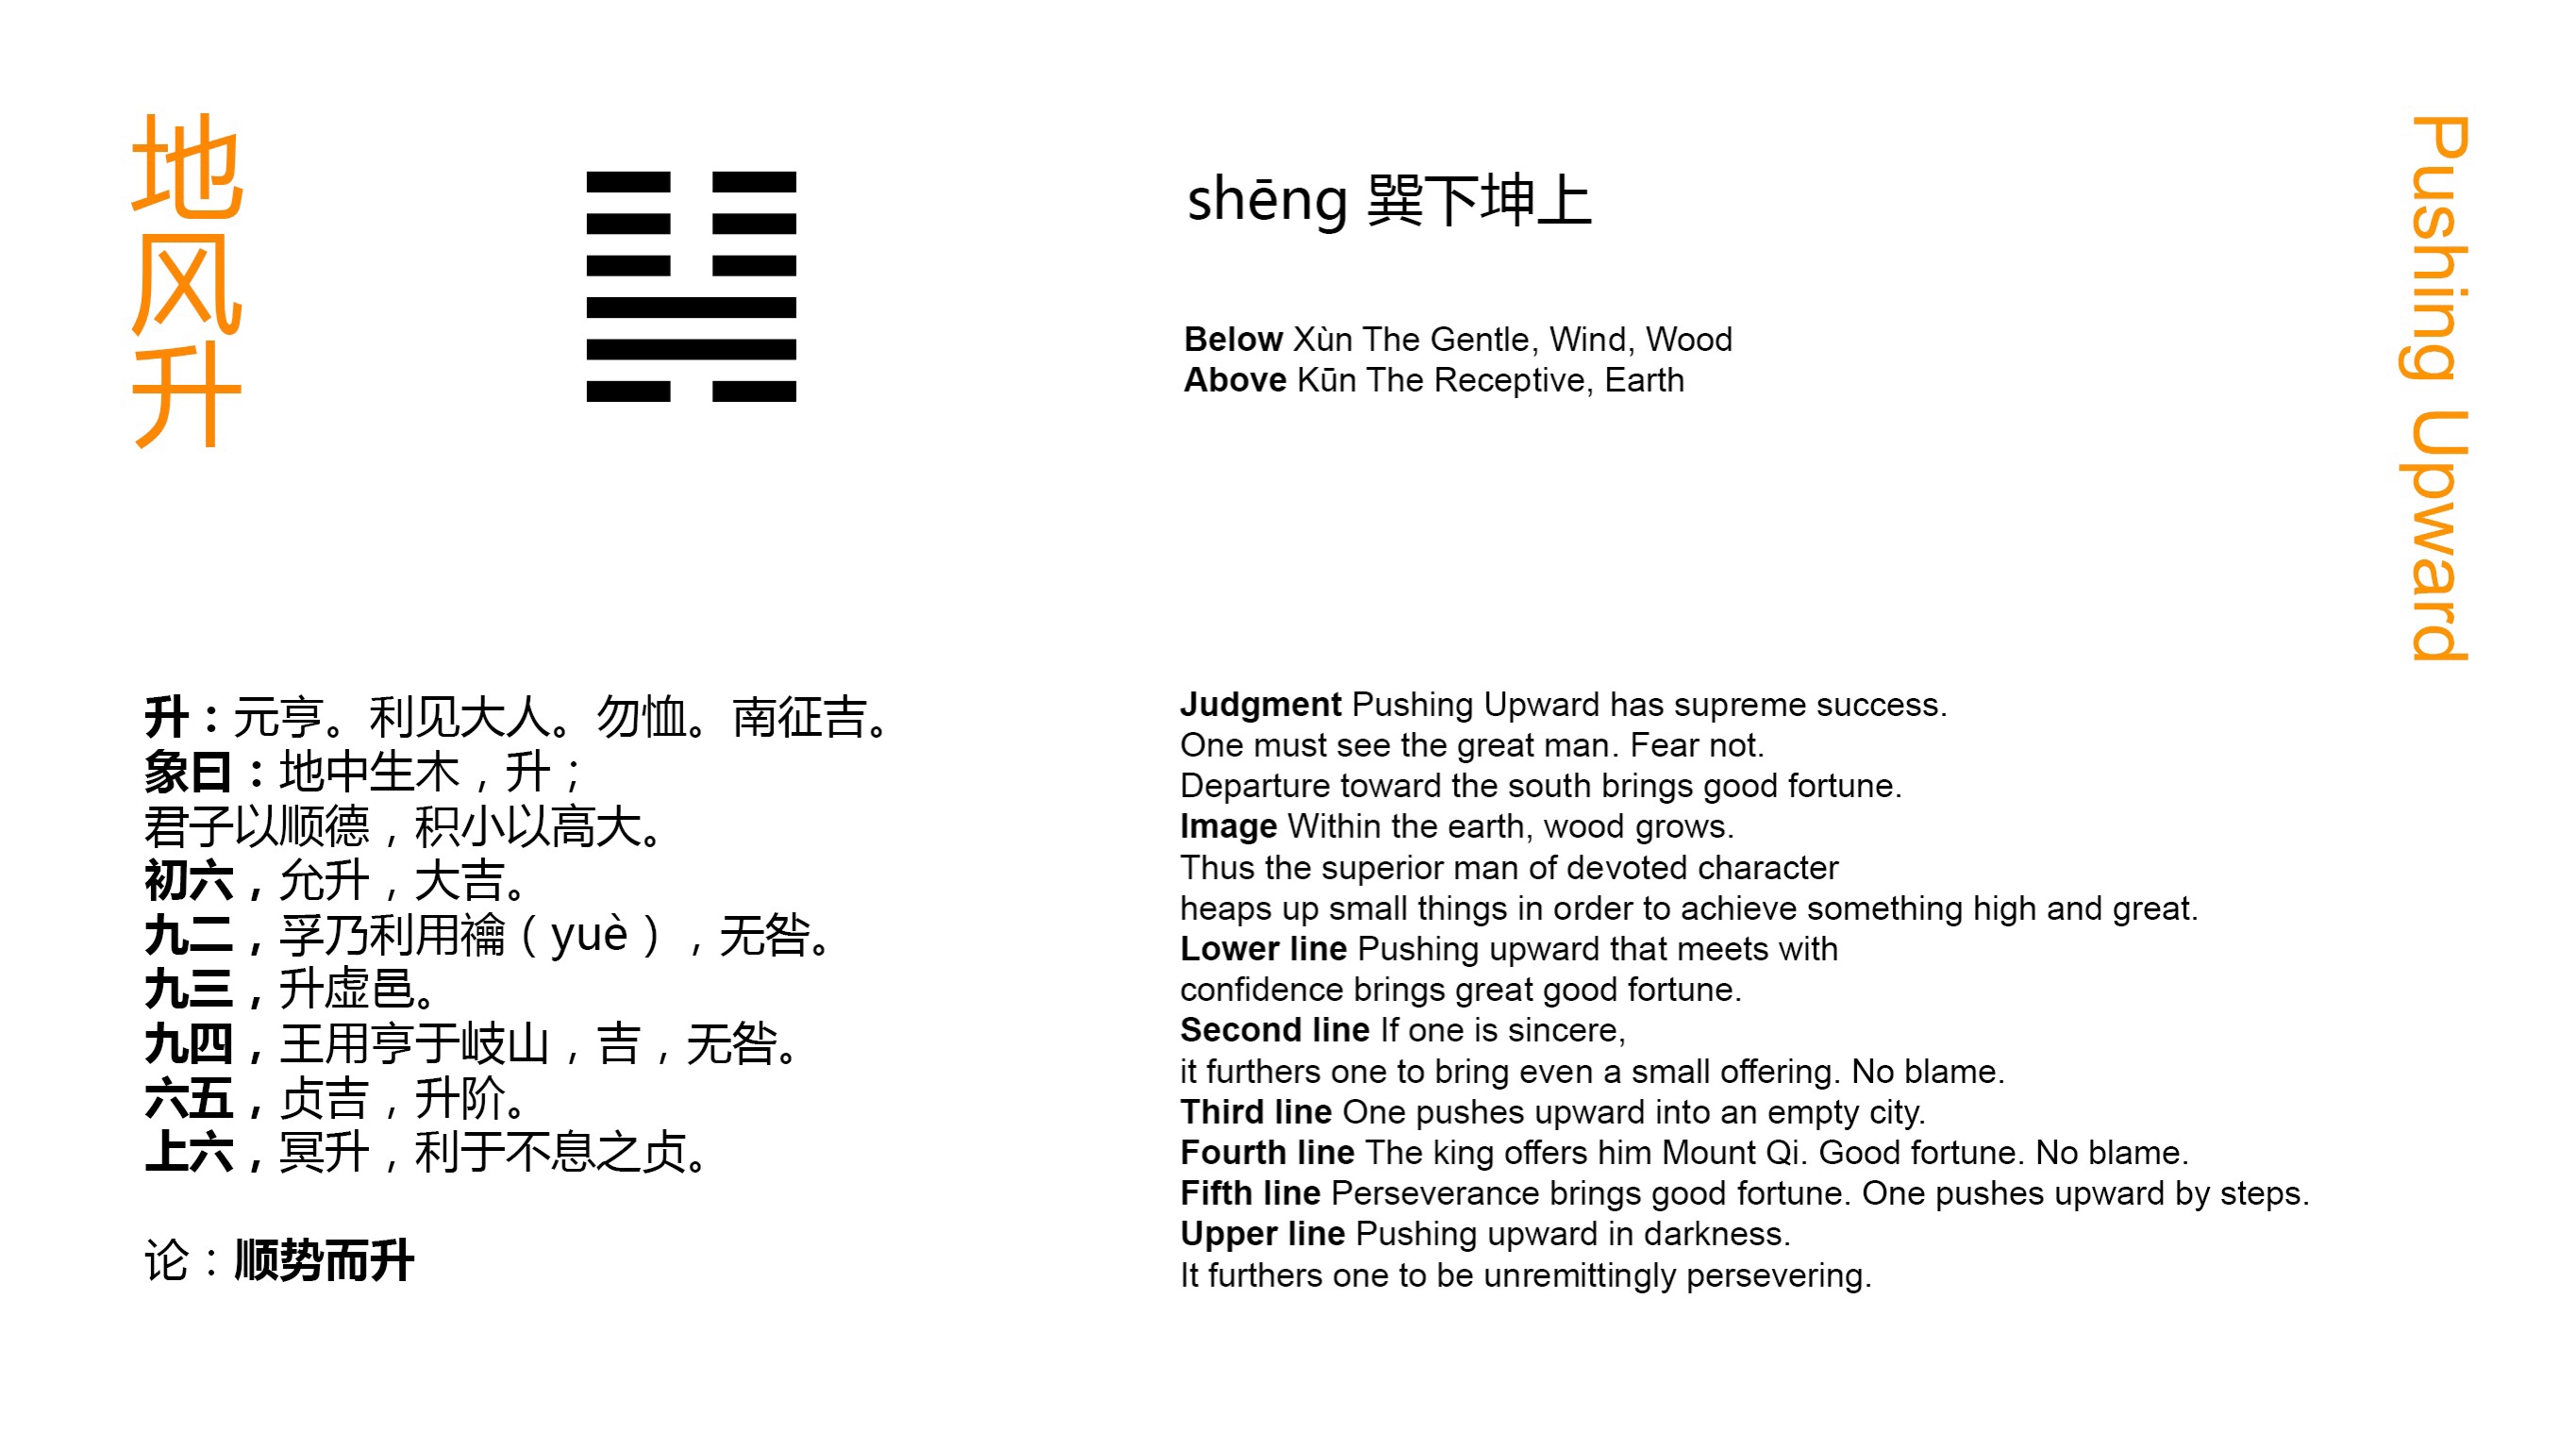 地风升
shēng 巽下坤上
Below Xùn The Gentle, Wind, Wood
Above Kūn The Receptive, Earth
Pushing Upward
升：元亨。利见大人。勿恤。南征吉。
象曰：地中生木，升；
君子以顺德，积小以高大。
初六，允升，大吉。
九二，孚乃利用禴（yuè），无咎。
九三，升虚邑。
九四，王用亨于岐山，吉，无咎。
六五，贞吉，升阶。
上六，冥升，利于不息之贞。
论：顺势而升
Judgment Pushing Upward has supreme success.
One must see the great man. Fear not.
Departure toward the south brings good fortune.
Image Within the earth, wood grows.
Thus the superior man of devoted character
heaps up small things in order to achieve something high and great.
Lower line Pushing upward that meets with
confidence brings great good fortune.
Second line If one is sincere,
it furthers one to bring even a small offering. No blame.
Third line One pushes upward into an empty city.
Fourth line The king offers him Mount Qi. Good fortune. No blame.
Fifth line Perseverance brings good fortune. One pushes upward by steps.
Upper line Pushing upward in darkness.
It furthers one to be unremittingly persevering.